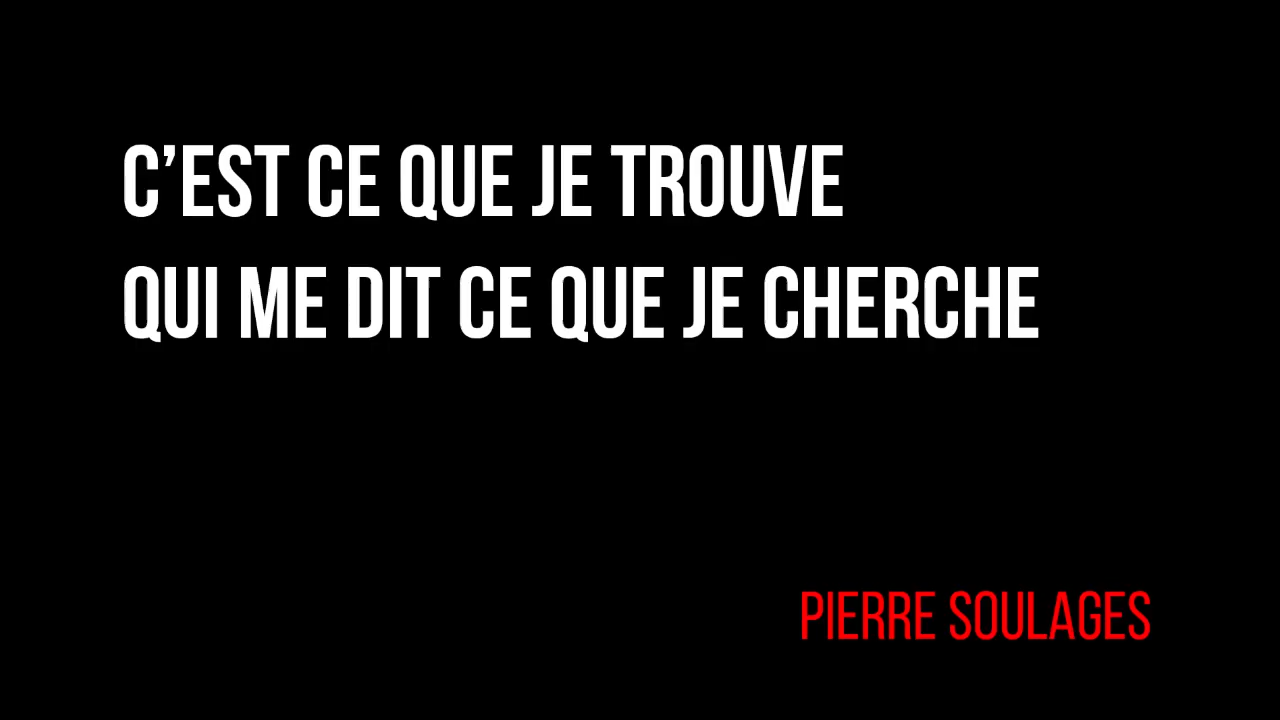 C’EST CE QUE JE TROUVE
QUI ME DIT CE QUE JE CHERCHE
PIERRE SOULAGES